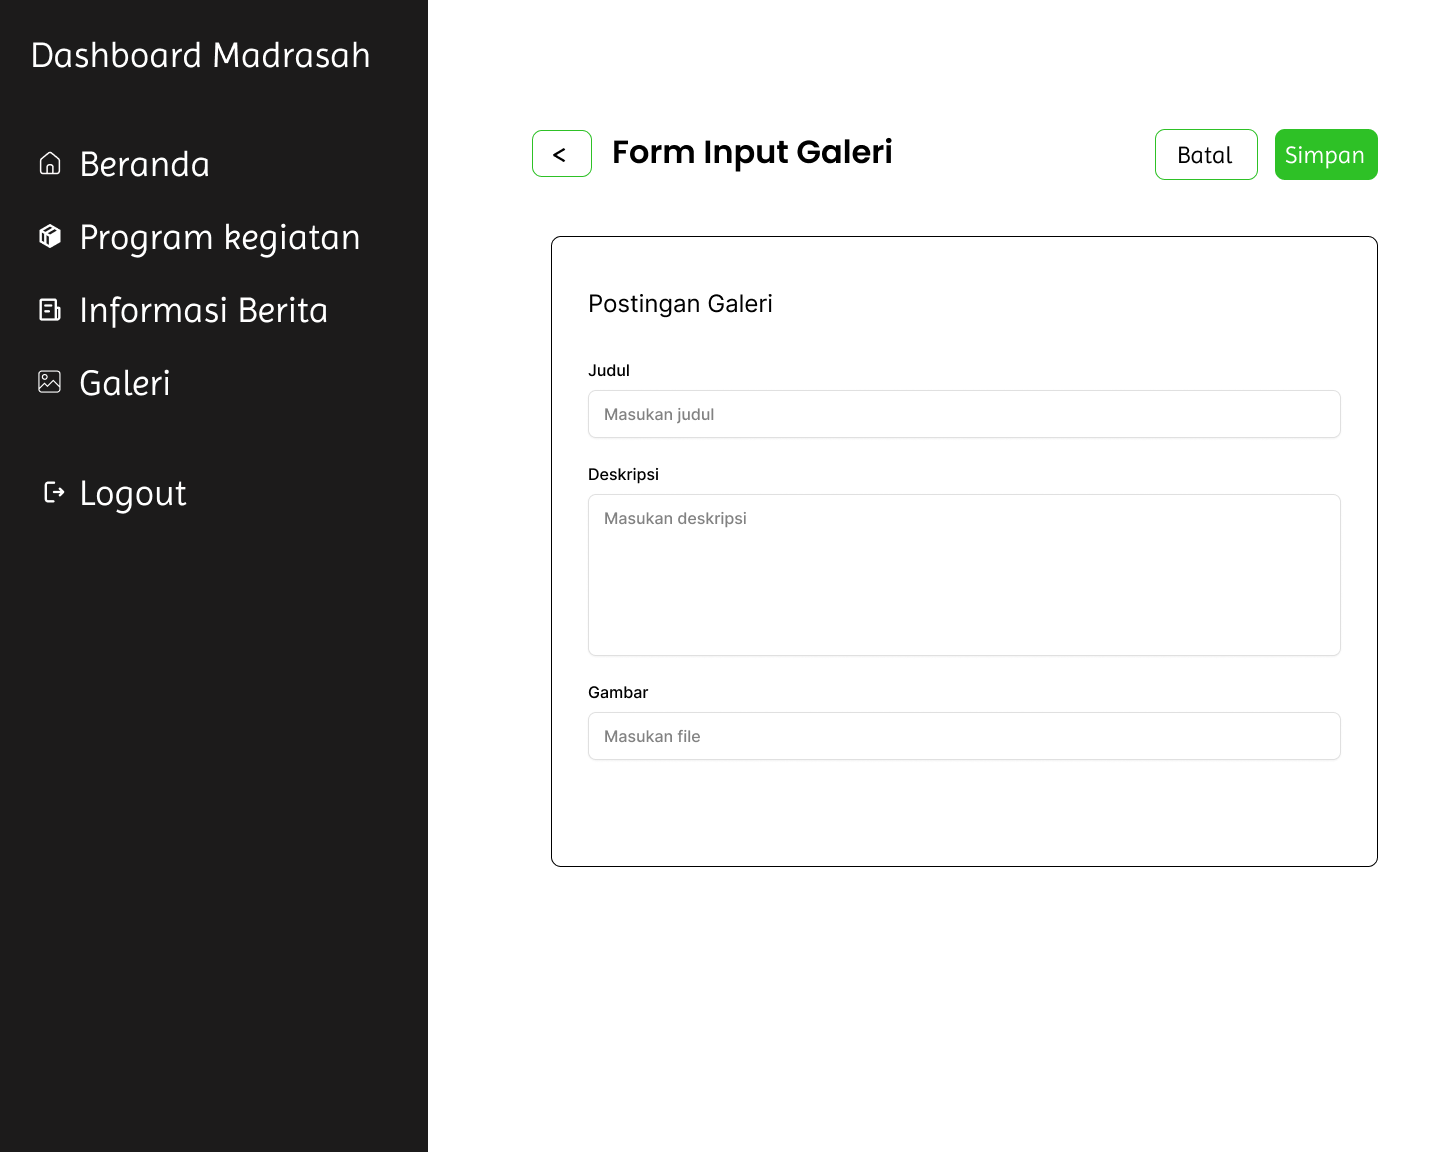 Dashboard Madrasah
Beranda
Program kegiatan
Informasi Berita
Galeri
Logout
< Form Input Galeri
Batal
Simpan
Postingan Galeri
Judul
Masukan judul
Deskripsi
Masukan deskripsi
Gambar
Masukan file